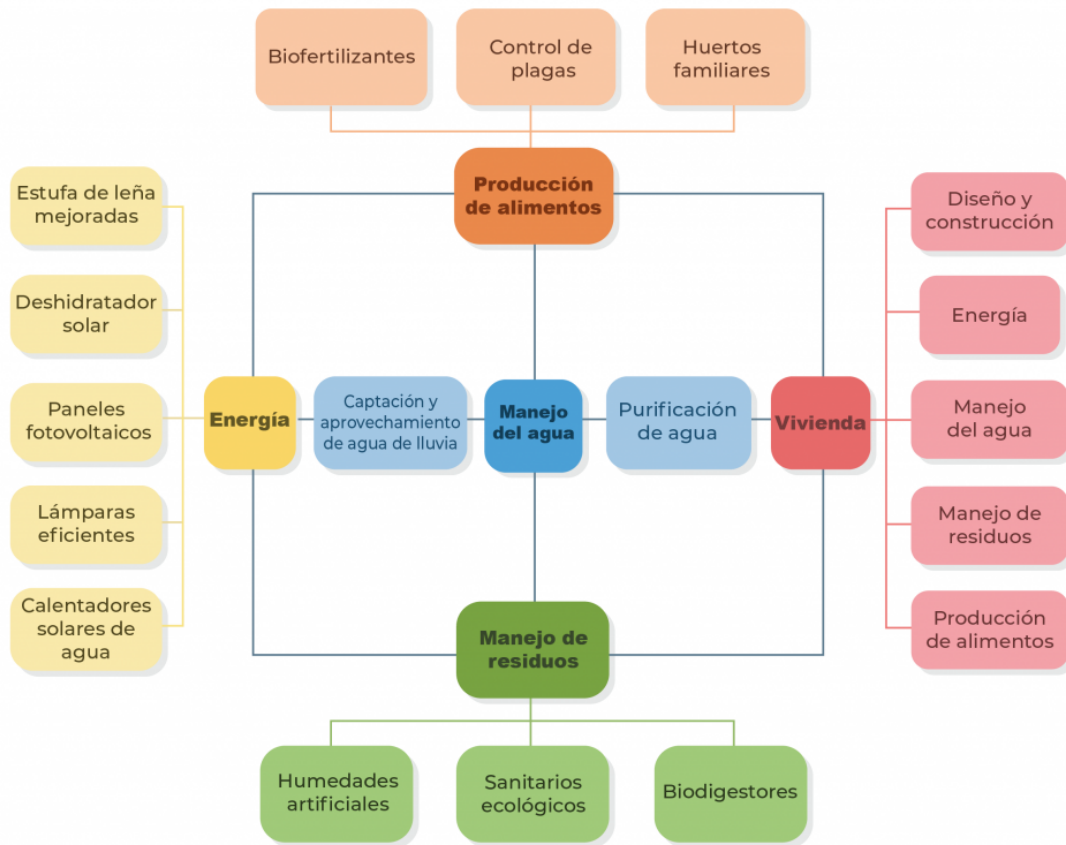 Biofertilizantes
Control de
plagas
Huertos
familiares
Producción
de alimentos
Estufa de leña
mejoradas
Deshidratador
solar
Paneles
fotovoltaicos
Lámparas
eficientes
Calentadores
solares de
agua
Energía
Captación y
aprovechamiento
de agua de lluvia
Manejo
del agua
Purificación
de agua
Vivienda
Diseño y
construcción
Energía
Manejo
del agua
Manejo de
residuos
Producción
de alimentos
Manejo de
residuos
Humedades
artificiales
Sanitarios
ecológicos
Biodigestores